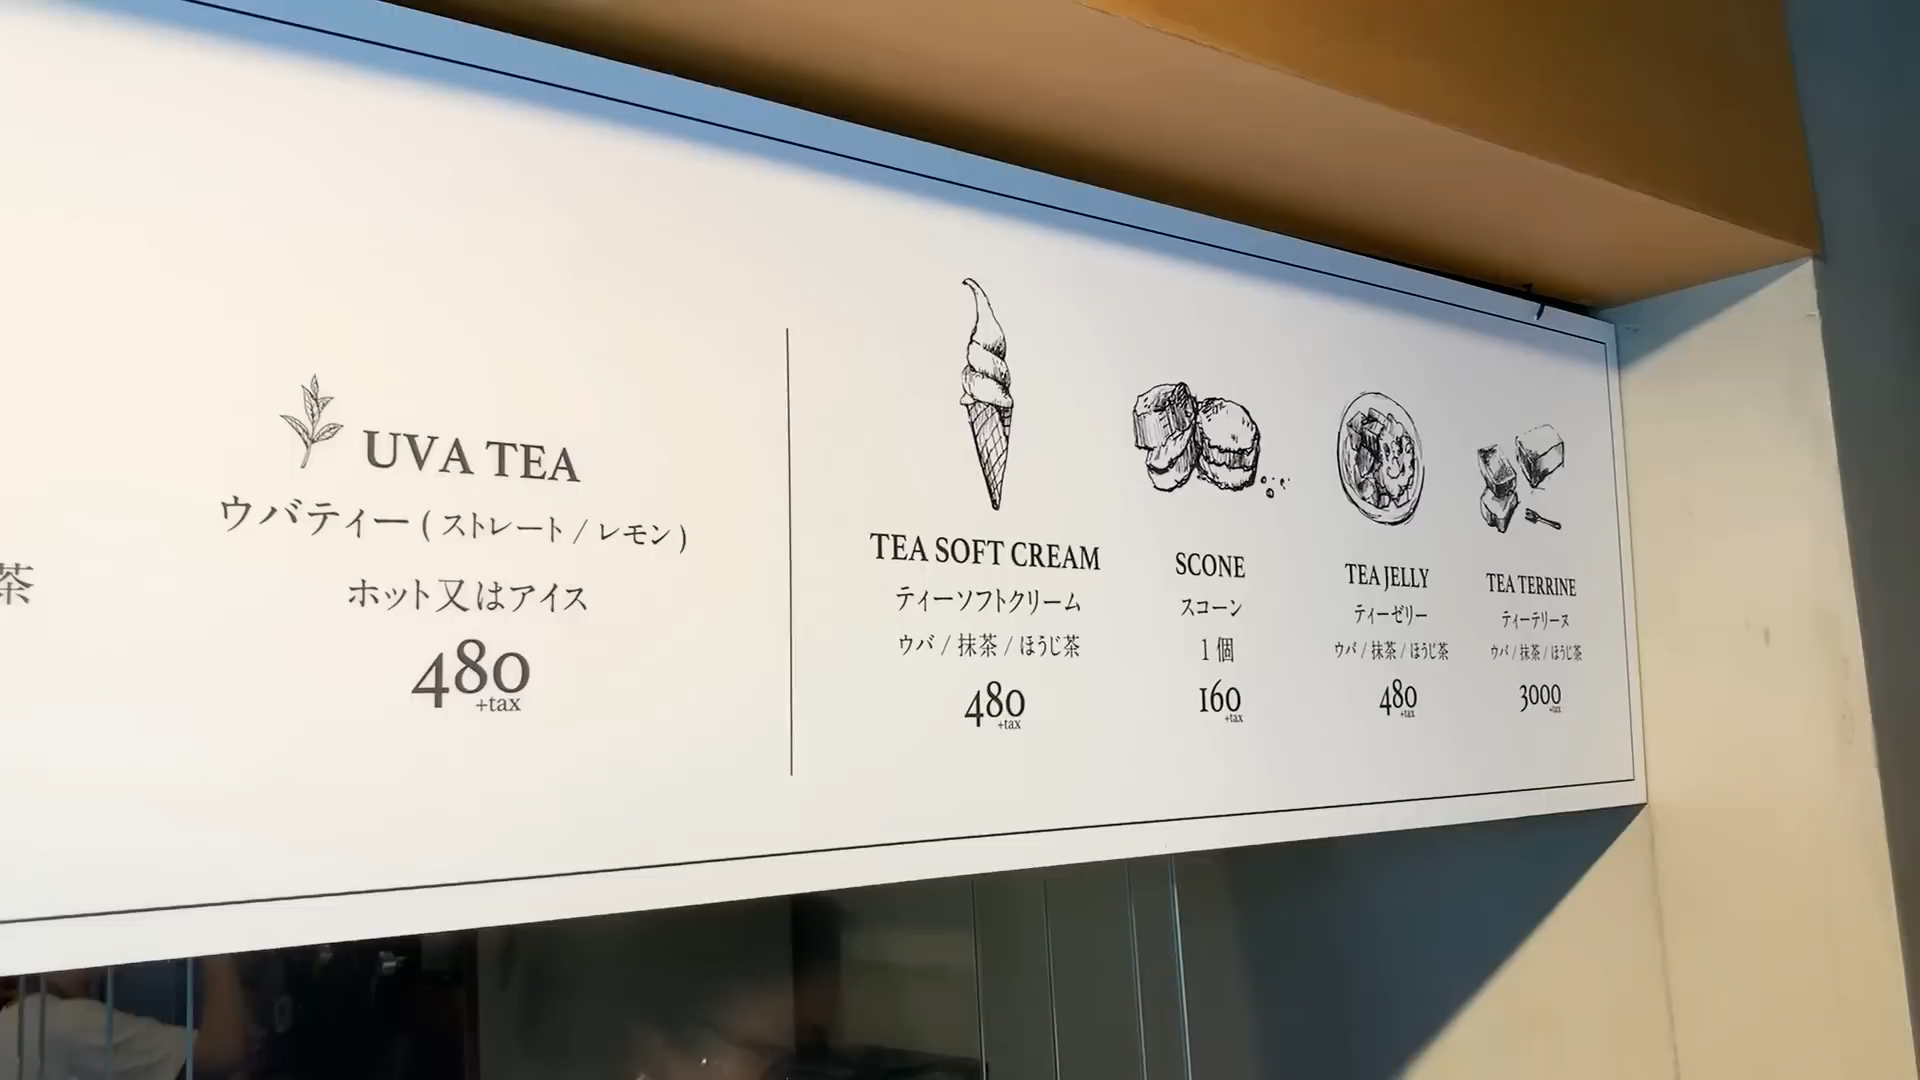 茶
UVA TEA
ウバティー ( ストレート / レモン )
ホット又はアイス
480
+tax
TEA SOFT CREAM
ティーソフトクリーム
ウバ / 抹茶 / ほうじ茶
480
+tax
SCONE
スコーン
1 個
160
+tax
TEA JELLY
ティーゼリー
ウバ / 抹茶 / ほうじ茶
480
+tax
TEA TERRINE
ティーテリーヌ
ウバ / 抹茶 / ほうじ茶
3000
+tax